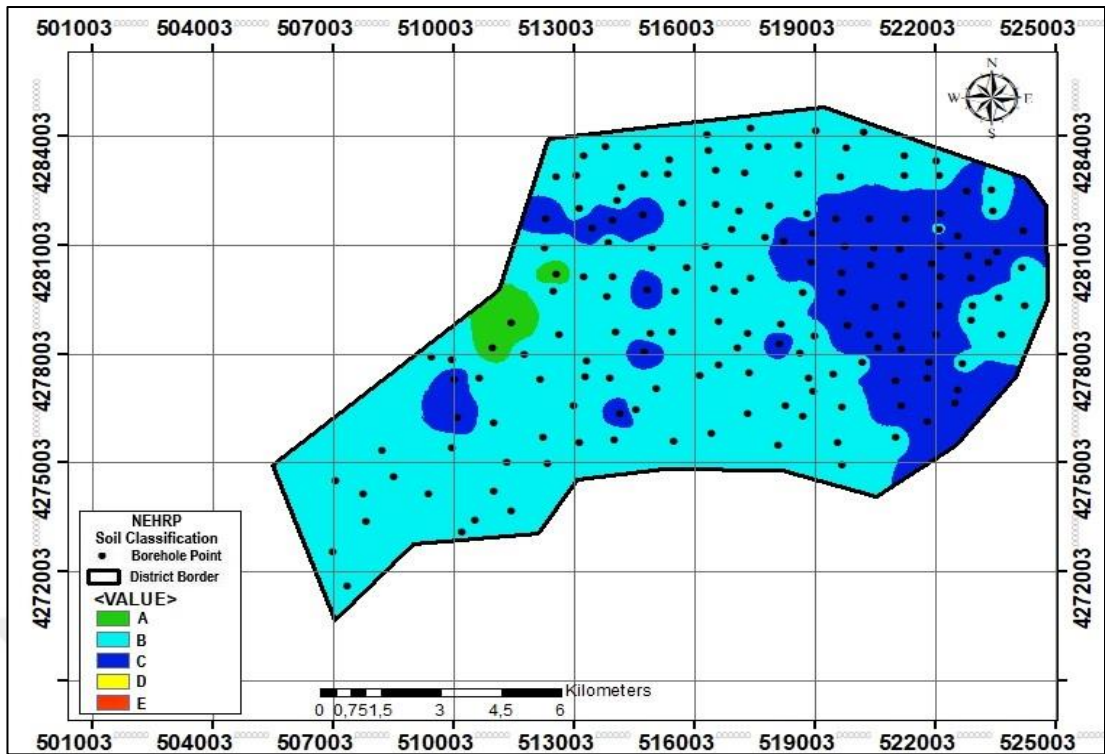 501003 504003 507003 510003 513003 516003 519003 522003 525003
N
W E
S
4284003 4284003
4281003 4281003
4278003 4278003
4275003 4275003
4272003 4272003
NEHRP
Soil Classification
Borehole Point
District Border
<VALUE>
A
B
C
D
E
Kilometers
0 0,75 1,5 3 4,5 6
501003 504003 507003 510003 513003 516003 519003 522003 525003